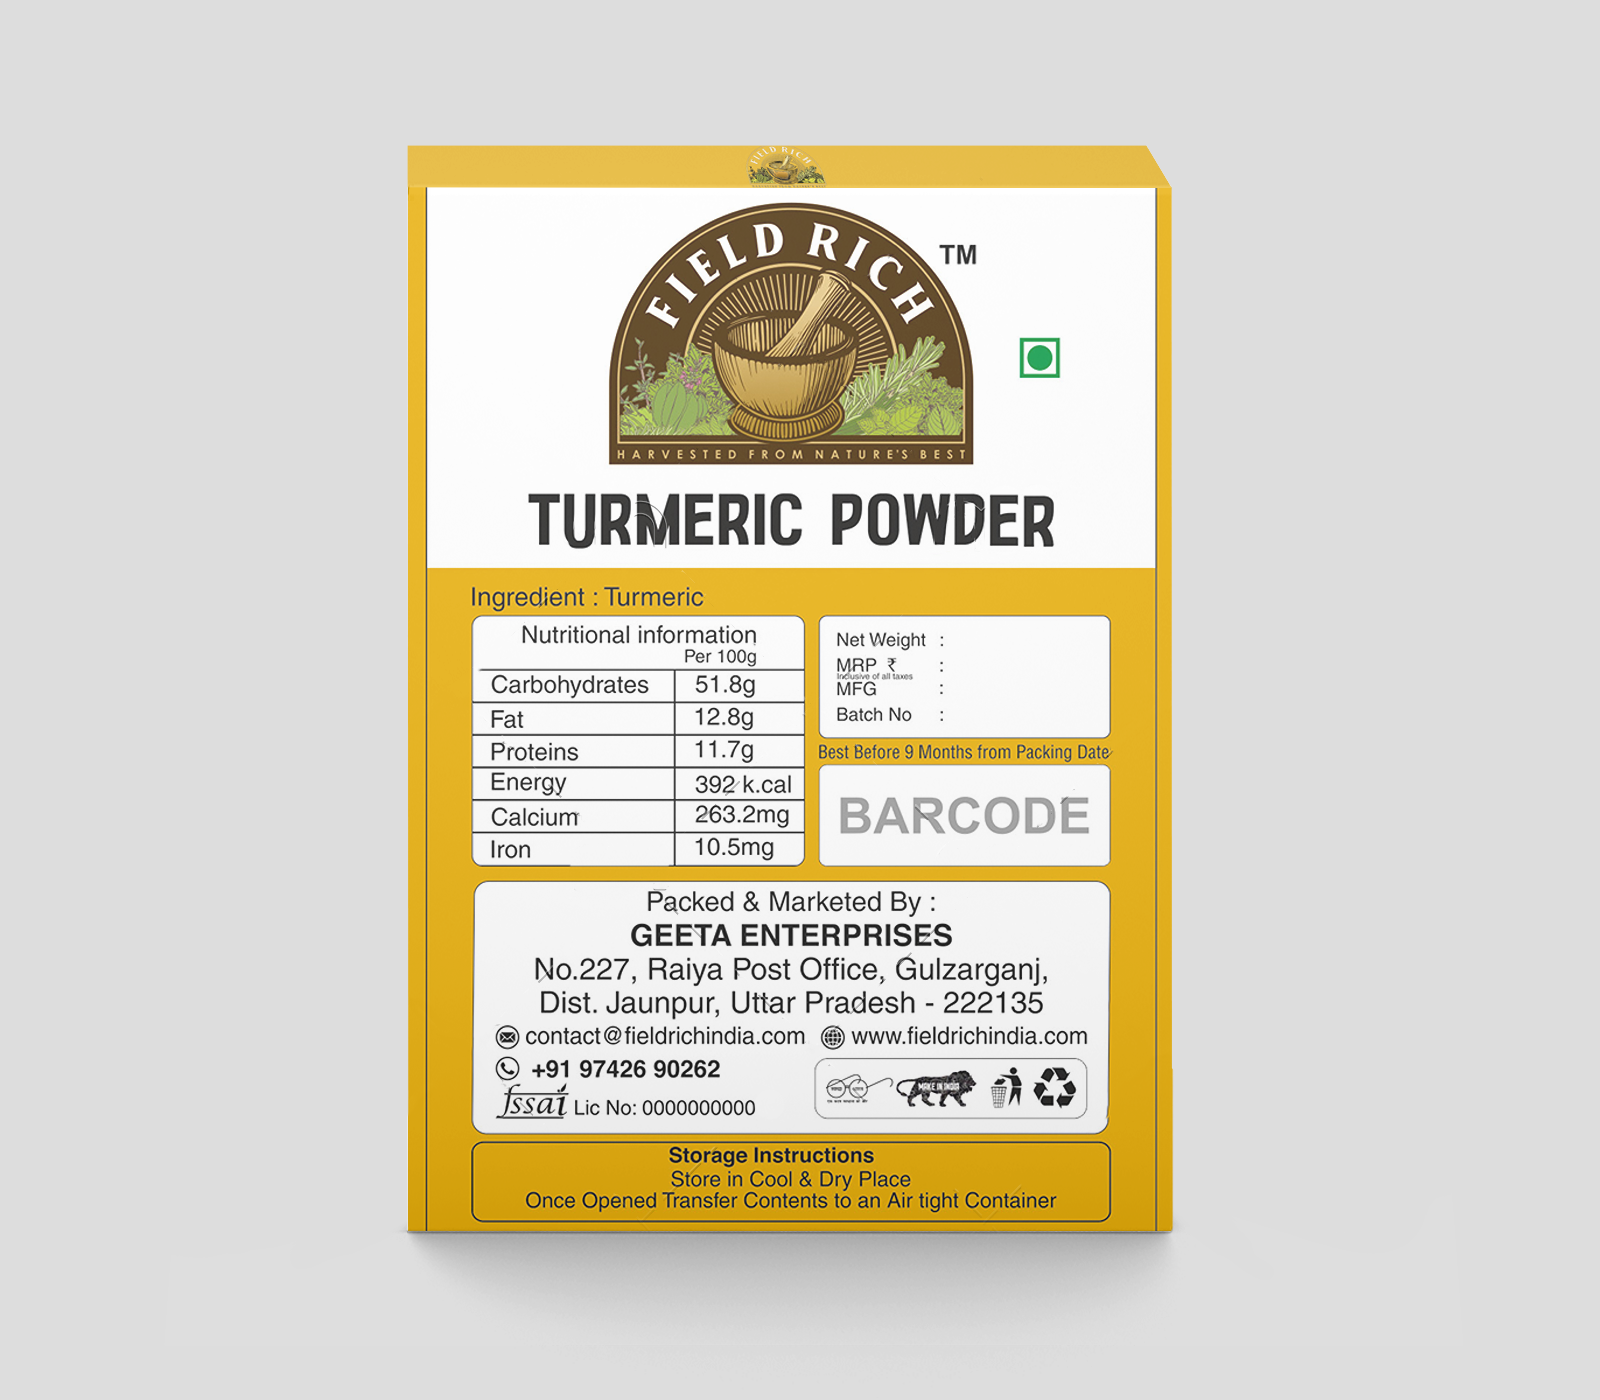 FIELD RICH
FIELD RICH
TM
HARVESTED FROM NATURE'S BEST
TURMERIC POWDER
Ingredient : Turmeric
Nutritional information
Per 100g
Carbohydrates 51.8g
Fat 12.8g
Proteins 11.7g
Energy 392 k.cal
Calcium 263.2mg
Iron 10.5mg
Net Weight :
MRP ₹ :
Inclusive of all taxes
MFG :
Batch No :
Best Before 9 Months from Packing Date
BARCODE
Packed & Marketed By :
GEETA ENTERPRISES
No.227, Raiya Post Office, Gulzarganj,
Dist. Jaunpur, Uttar Pradesh - 222135
contact@fieldrichindia.com www.fieldrichindia.com
+91 97426 90262
MAKE IN INDIA
fssai Lic No: 0000000000
Storage Instructions
Store in Cool & Dry Place
Once Opened Transfer Contents to an Air tight Container